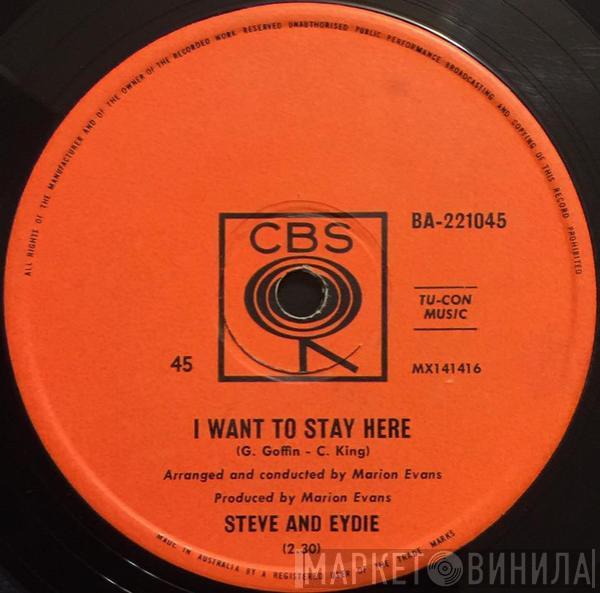 ALL RIGHTS OF THE MANUFACTURER AND OF THE OWNER OF THE RECORDED WORK RESERVED UNAUTHORISED PUBLIC PERFORMANCE BROADCASTING AND COPYING OF THIS RECORD PROHIBITED
BA-221045
CBS
TU-CON
MUSIC
45
MX141416
I WANT TO STAY HERE
(G. Goffin - C. King)
Arranged and conducted by Marion Evans
Produced by Marion Evans
STEVE AND EYDIE
(2.30)
MADE IN AUSTRALIA BY A REGISTERED USER OF THE TRADE MARKS
МАРКЕТ ВИНИЛА